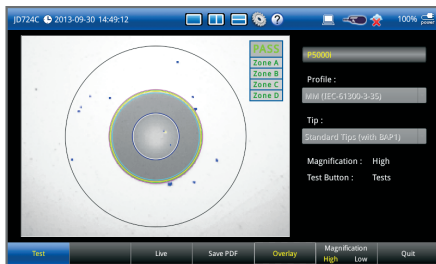 JD724C 2013-09-30 14:49:12
100%
power
PASS
Zone A
Zone B
Zone C
Zone D
P5000i
Profile :
MM (IEC-61300-3-35)
Tip :
Standard Tips (with BAP1)
Magnification : High
Test Button : Tests
Test
Live
Save PDF
Overlay
Magnification
High Low
Quit